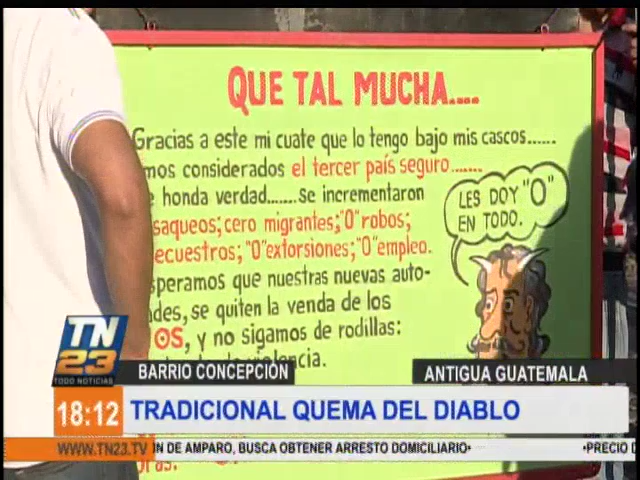 QUE TAL MUCHA....
Gracias a este mi cuate que lo tengo bajo mis cascos......
mos considerados el tercer país seguro.......
honda verdad.......se incrementaron
saqueos; cero migrantes; "0" robos;
ecuestros; "0" extorsiones; "0" empleo.
speramos que nuestras nuevas auto-
des, se quiten la venda de los
OS, y no sigamos de rodillas:
encia.
LES DOY "0"
EN TODO.
TN
23
TODO NOTICIAS
BARRIO CONCEPCIÓN
ANTIGUA GUATEMALA
18:12
TRADICIONAL QUEMA DEL DIABLO
WWW.TN23.TV
N DE AMPARO, BUSCA OBTENER ARRESTO DOMICILIARIO•
•PRECIO D